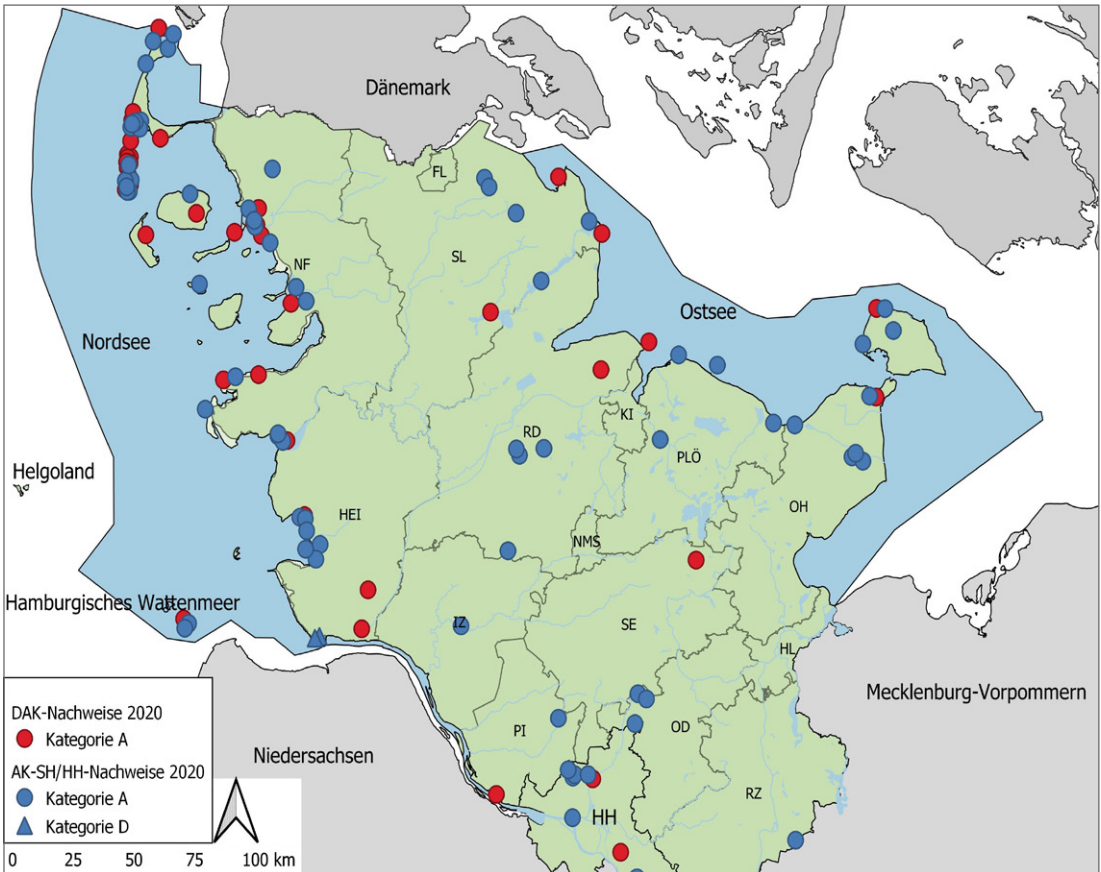 Dänemark
FL
SL
NF
Ostsee
Nordsee
KI
RD
PLÖ
Helgoland
OH
HEI
NMS
Hamburgisches Wattenmeer
IZ
SE
HL
Mecklenburg-Vorpommern
DAK-Nachweise 2020
Kategorie A
AK-SH/HH-Nachweise 2020
Kategorie A
Kategorie D
0 25 50 75 100 km
Niedersachsen
PI
OD
RZ
HH